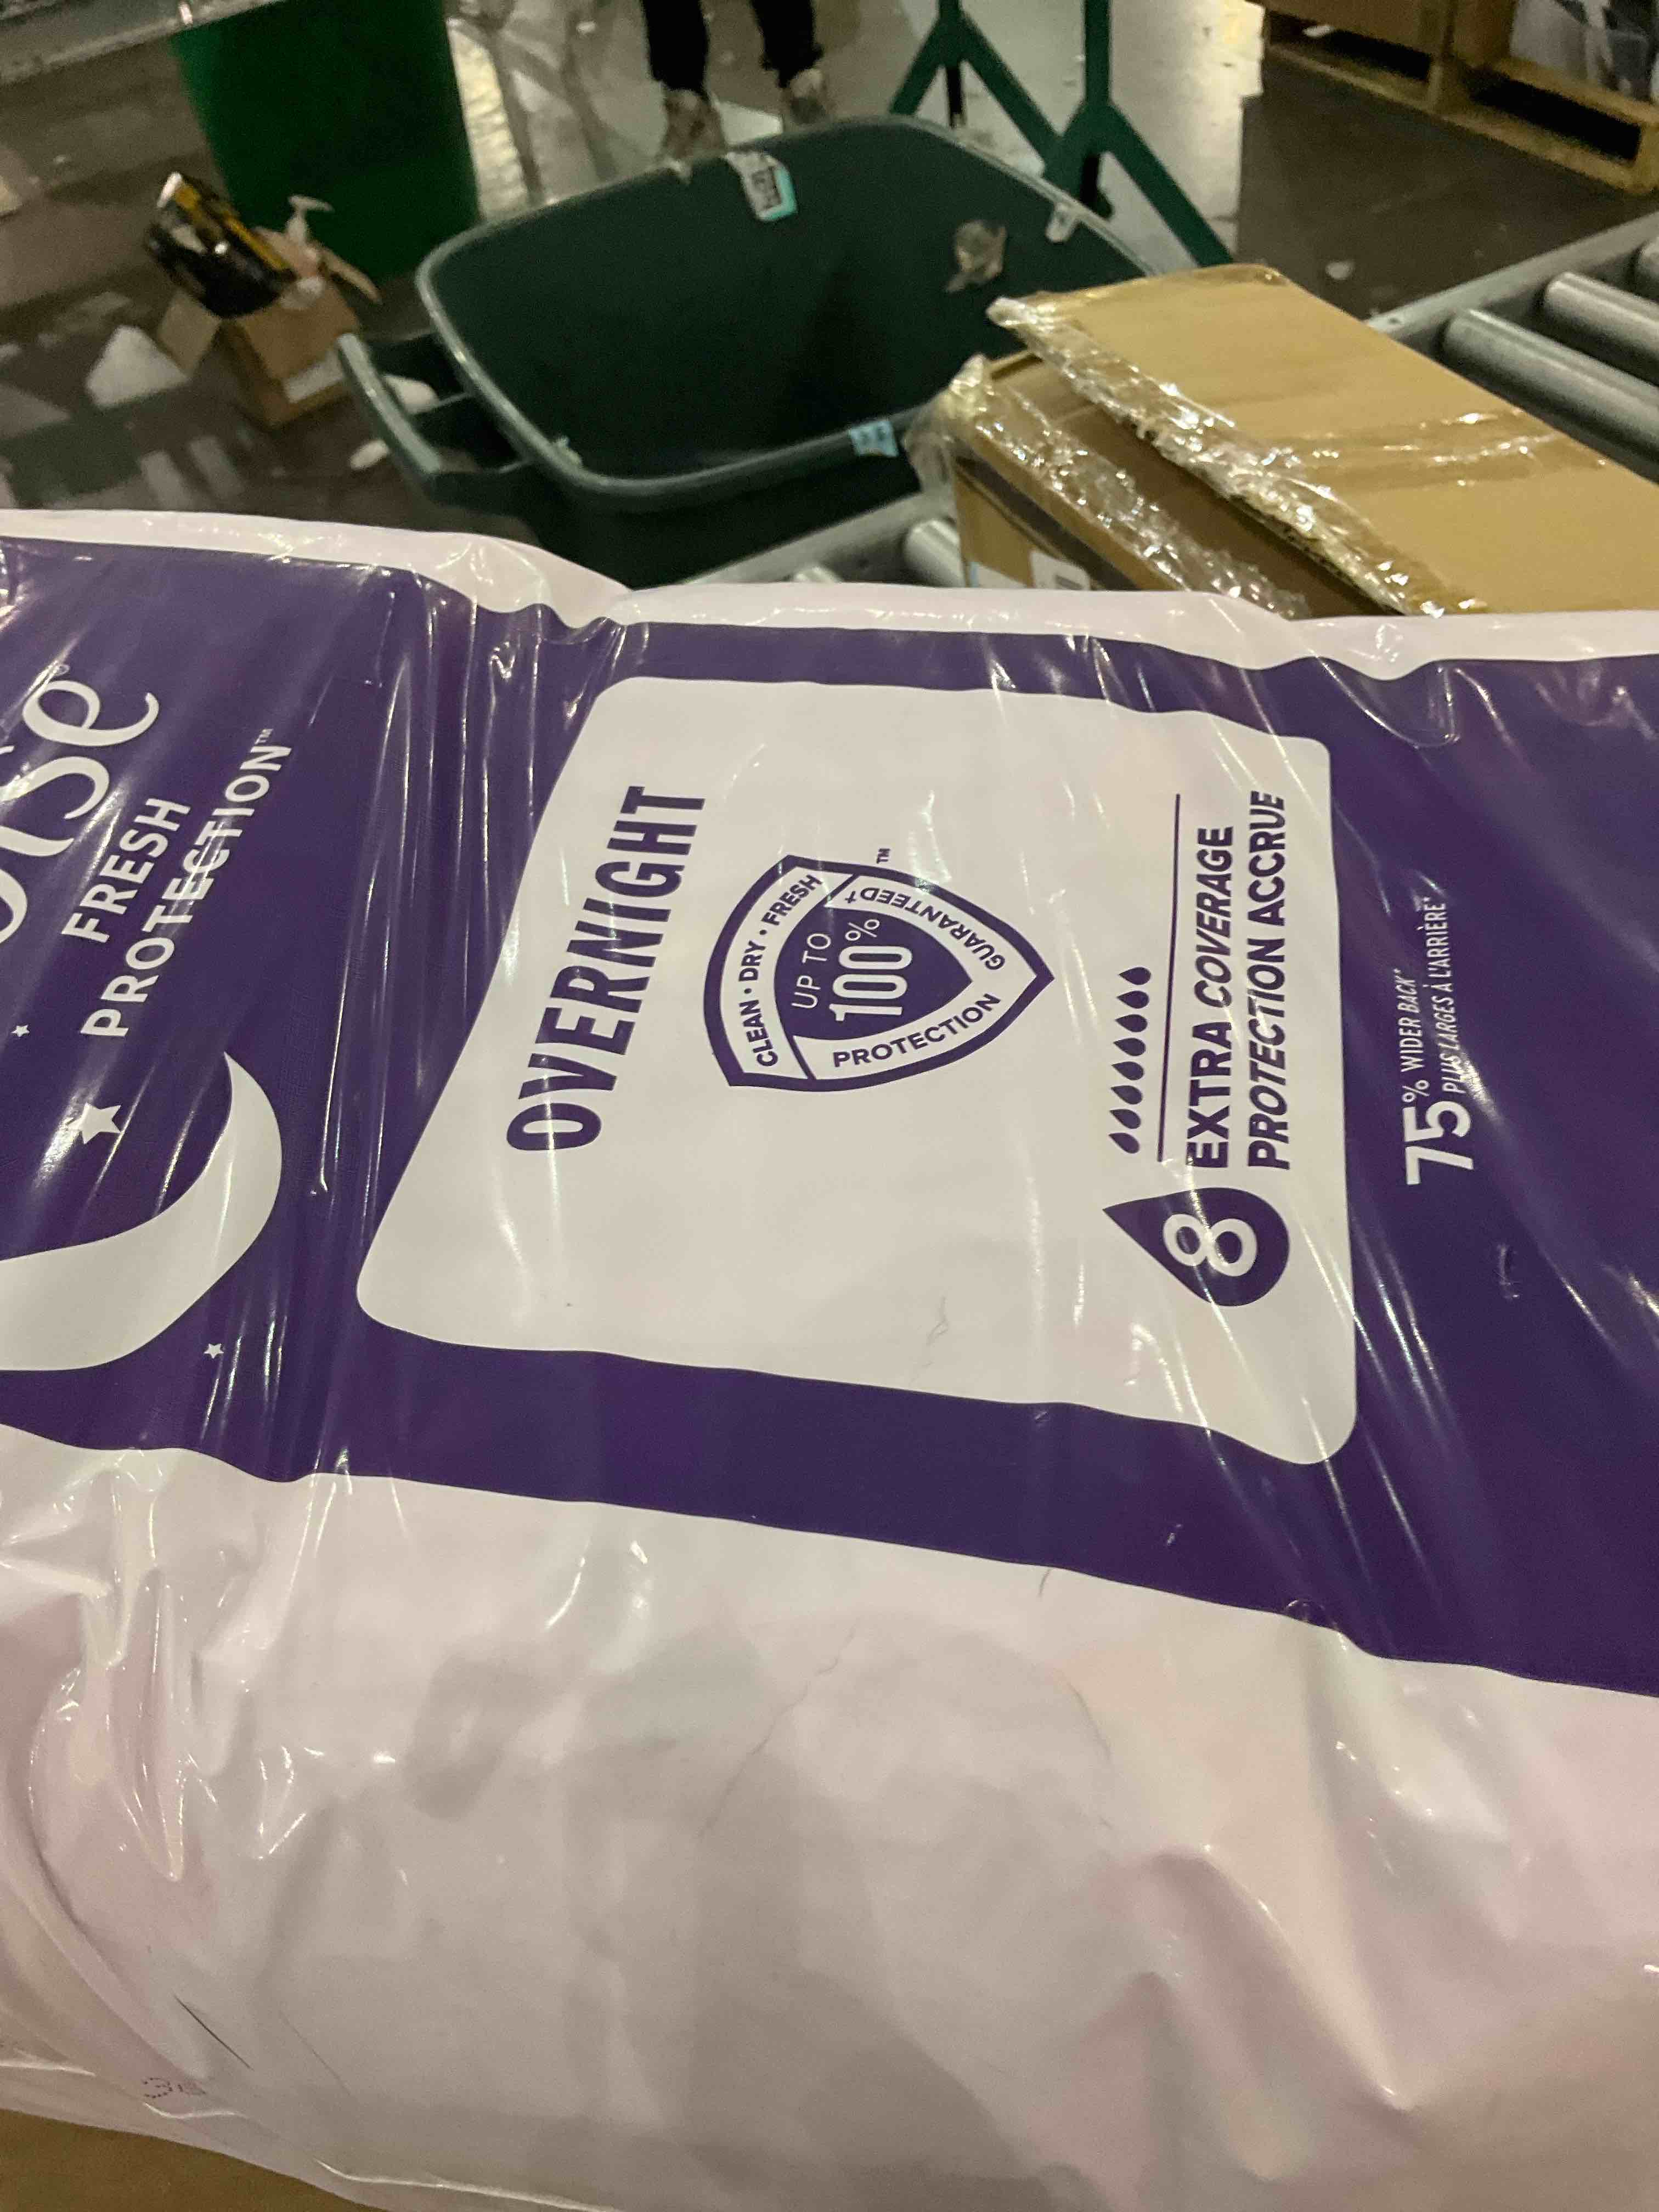 FRESH
PROTECTION™
OVERNIGHT
CLEAN • DRY • FRESH
UP TO
100%
GUARANTEED†
PROTECTION
™
8
EXTRA COVERAGE
PROTECTION ACCRUE
75% WIDER BACK*
PLUS LARGES À L'ARRIÈRE*